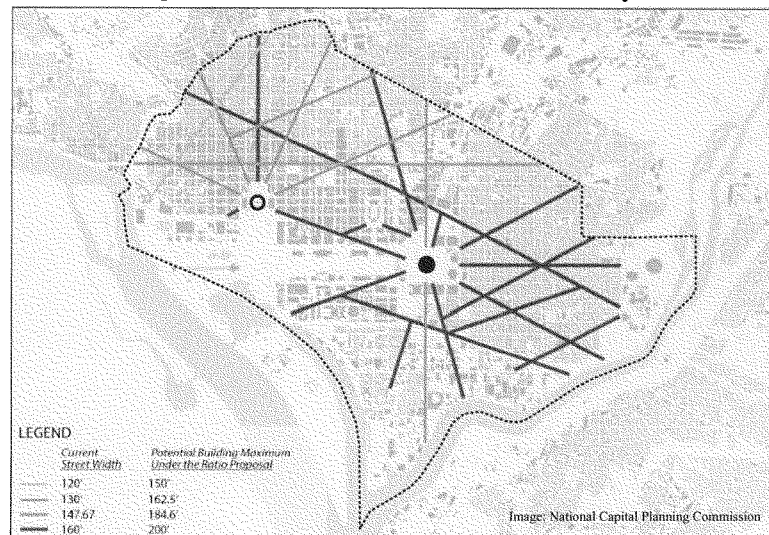 LEGEND
Current Potential Building Maximum
Street Width Under the Ratio Proposal
120' 150'
130' 162.5'
147.67 184.6'
160' 200'
Image: National Capital Planning Commission